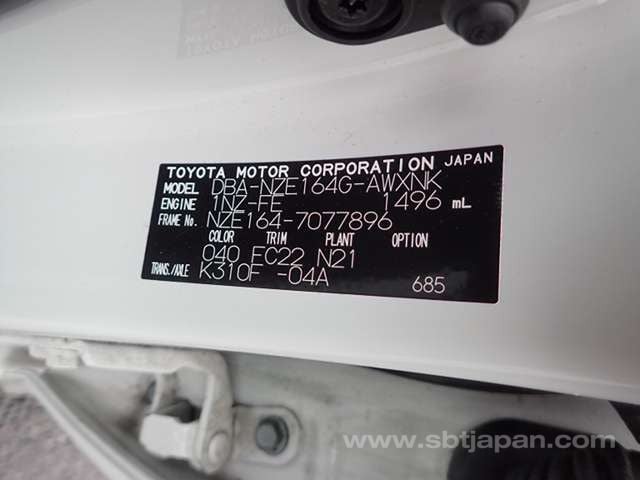 TOYOTA MOTOR CORPORATION JAPAN
MODEL DBA-NZE164G-AWXNK
ENGINE 1NZ-FE 1496 mL
FRAME No. NZE164-7077896
COLOR TRIM PLANT OPTION
040 FC22 N21
TRANS./AXLE K310F -04A
685
www.sbtjapan.com